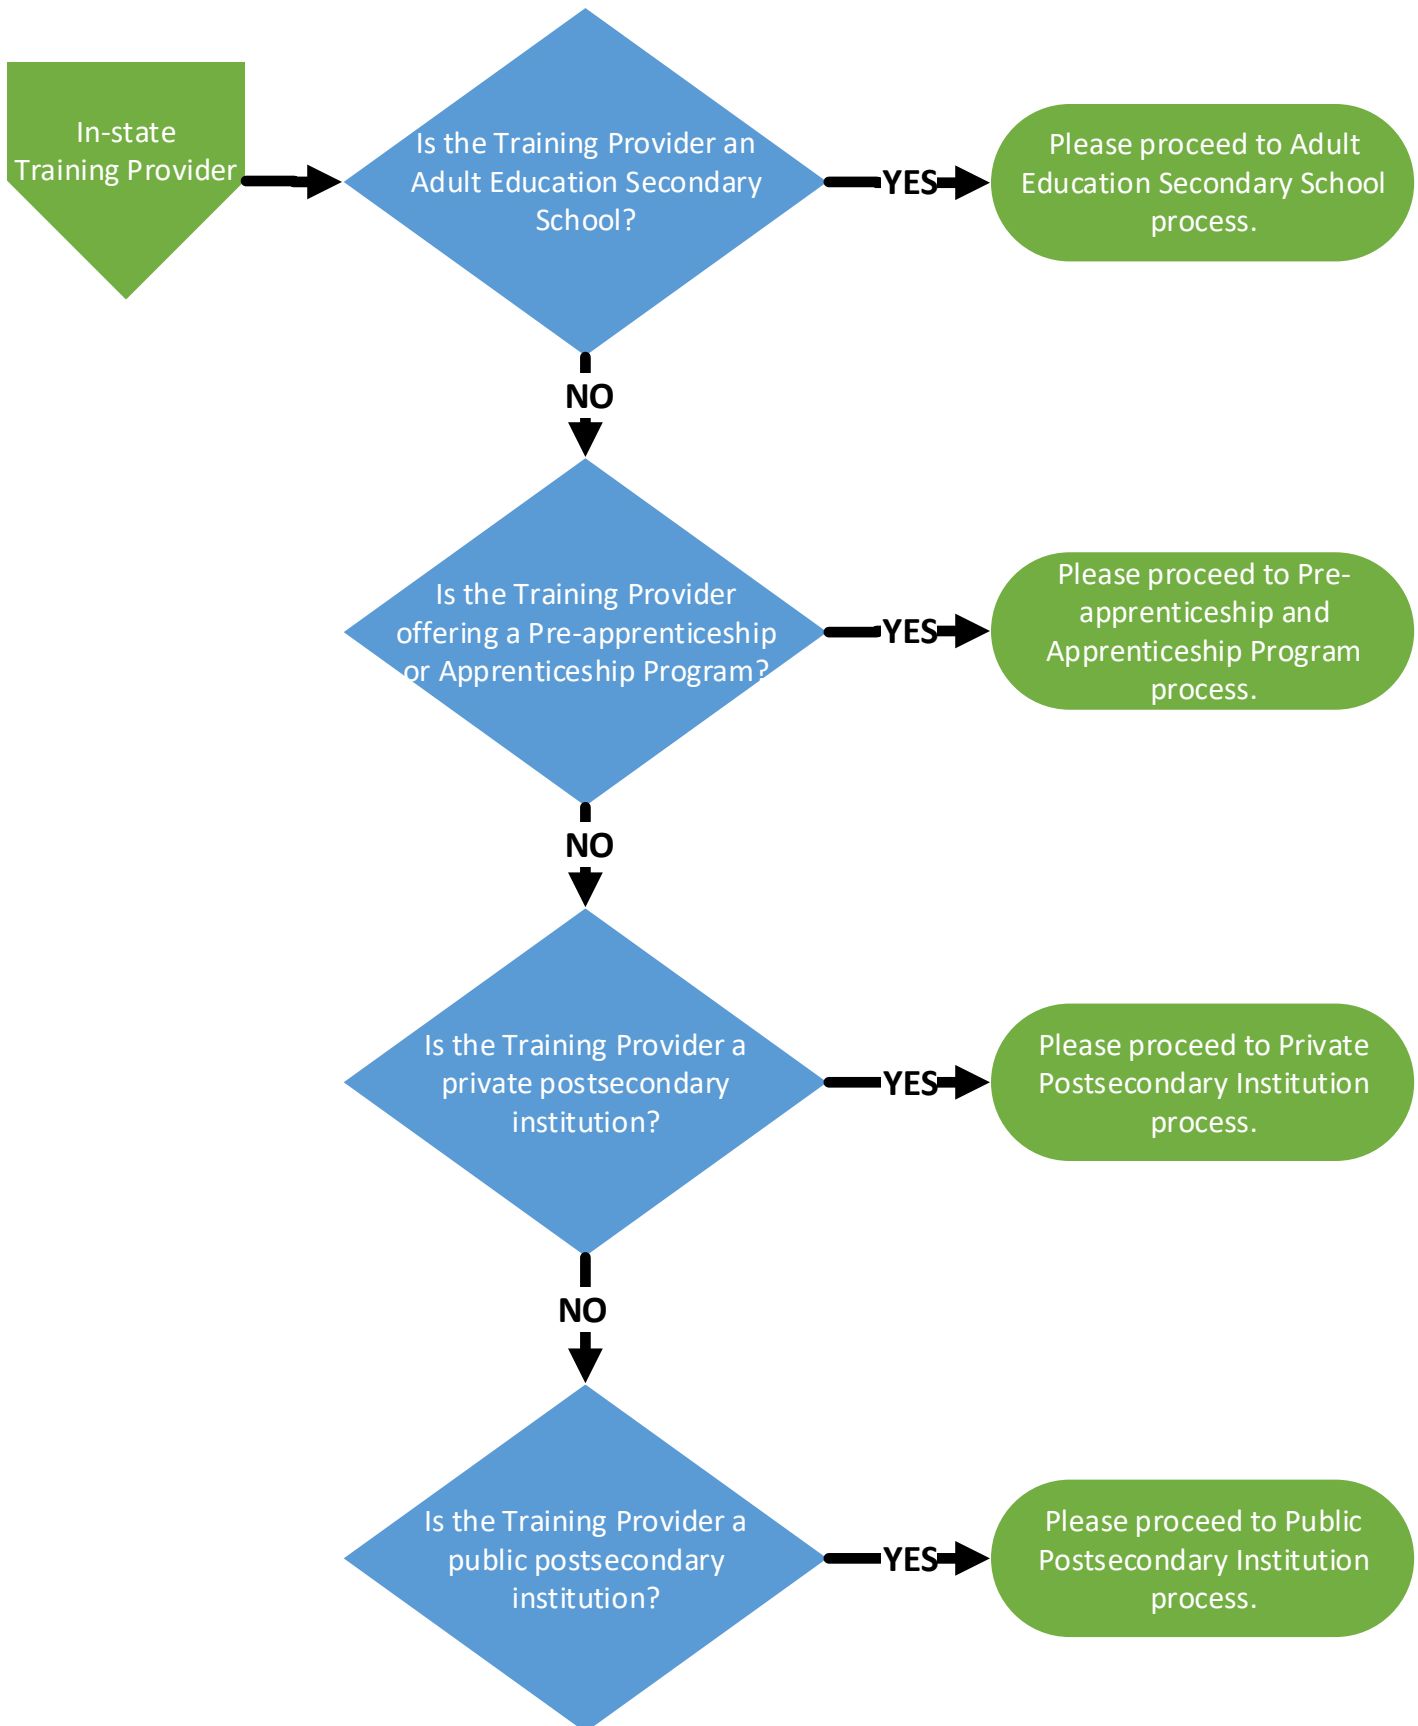 In-state
Training Provider
Is the Training Provider an
Adult Education Secondary
School?
YES
Please proceed to Adult
Education Secondary School
process.
NO
Is the Training Provider
offering a Pre-apprenticeship
or Apprenticeship Program?
YES
Please proceed to Pre-
apprenticeship and
Apprenticeship Program
process.
NO
Is the Training Provider a
private postsecondary
institution?
YES
Please proceed to Private
Postsecondary Institution
process.
NO
Is the Training Provider a
public postsecondary
institution?
YES
Please proceed to Public
Postsecondary Institution
process.